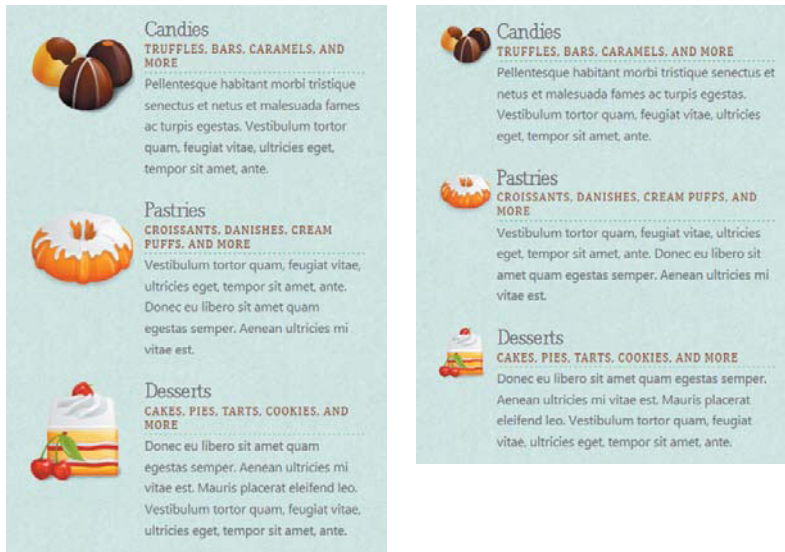 Candies
TRUFFLES, BARS, CARAMELS, AND
MORE
Pellentesque habitant morbi tristique
senectus et netus et malesuada fames
ac turpis egestas. Vestibulum tortor
quam, feugiat vitae, ultricies eget,
tempor sit amet, ante.
Pastries
CROISSANTS, DANISHES, CREAM
PUFFS, AND MORE
Vestibulum tortor quam, feugiat vitae,
ultricies eget, tempor sit amet, ante.
Donec eu libero sit amet quam
egestas semper. Aenean ultricies mi
vitae est.
Desserts
CAKES, PIES, TARTS, COOKIES, AND
MORE
Donec eu libero sit amet quam
egestas semper. Aenean ultricies mi
vitae est. Mauris placerat eleifend leo.
Vestibulum tortor quam, feugiat vitae,
ultricies eget, tempor sit amet, ante.
Candies
TRUFFLES, BARS, CARAMELS, AND MORE
Pellentesque habitant morbi tristique senectus et
netus et malesuada fames ac turpis egestas.
Vestibulum tortor quam, feugiat vitae, ultricies
eget, tempor sit amet, ante.
Pastries
CROISSANTS, DANISHES, CREAM PUFFS, AND
MORE
Vestibulum tortor quam, feugiat vitae, ultricies
eget, tempor sit amet, ante. Donec eu libero sit
amet quam egestas semper. Aenean ultricies mi
vitae est.
Desserts
CAKES, PIES, TARTS, COOKIES, AND MORE
Donec eu libero sit amet quam egestas semper.
Aenean ultricies mi vitae est. Mauris placerat
eleifend leo. Vestibulum tortor quam, feugiat
vitae, ultricies eget, tempor sit amet, ante.